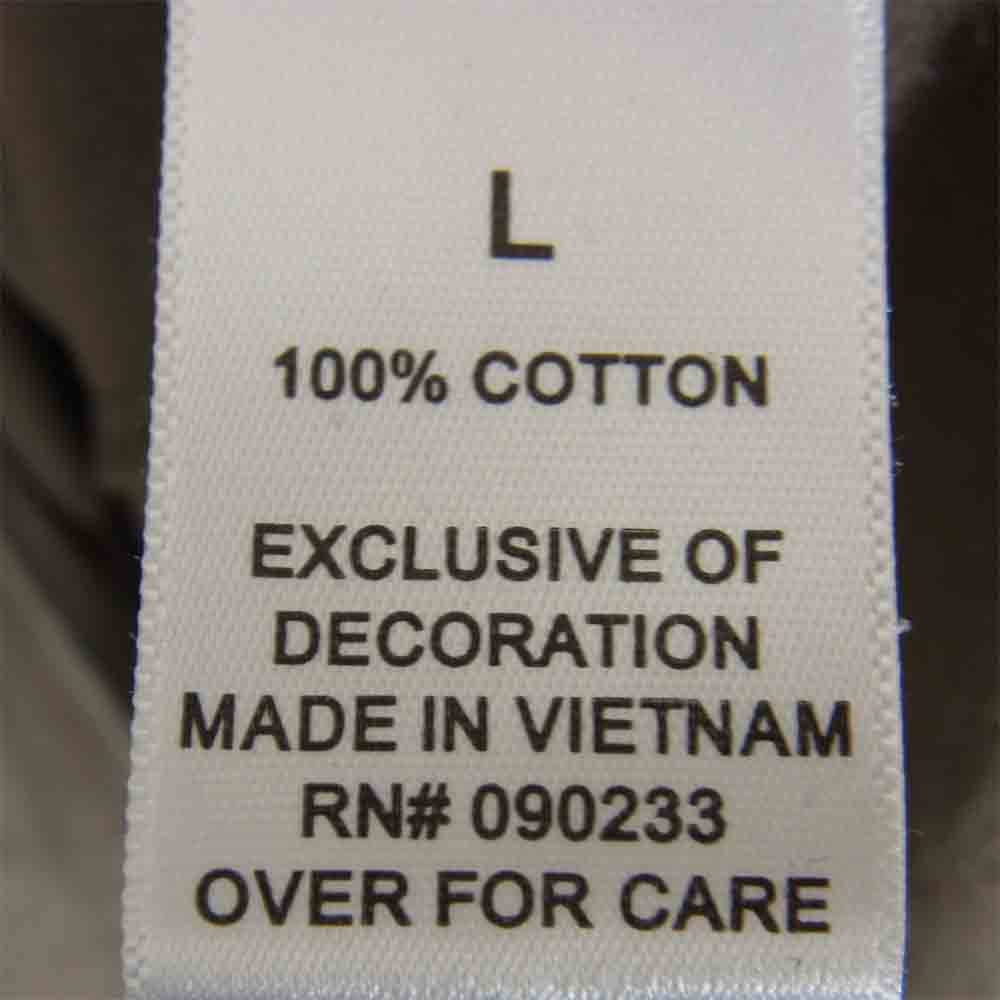 L
100% COTTON
EXCLUSIVE OF
DECORATION
MADE IN VIETNAM
RN# 090233
OVER FOR CARE